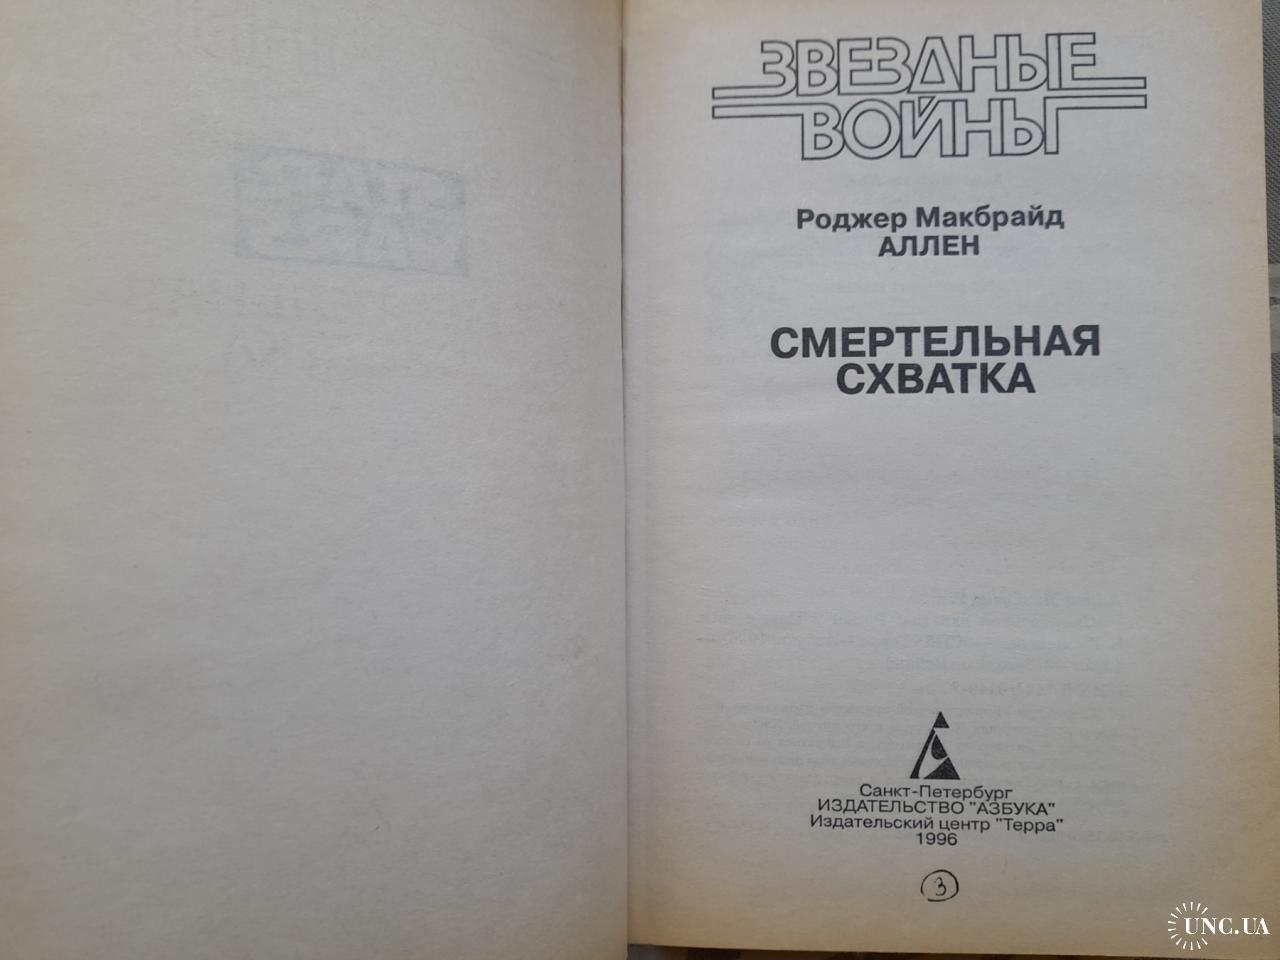 ЗВЕЗДНЫЕ
ВОЙНЫ
Роджер Макбрайд
АЛЛЕН
СМЕРТЕЛЬНАЯ
СХВАТКА
Санкт-Петербург
ИЗДАТЕЛЬСТВО "АЗБУКА"
Издательский центр "Терра"
1996
3
UNC.UA